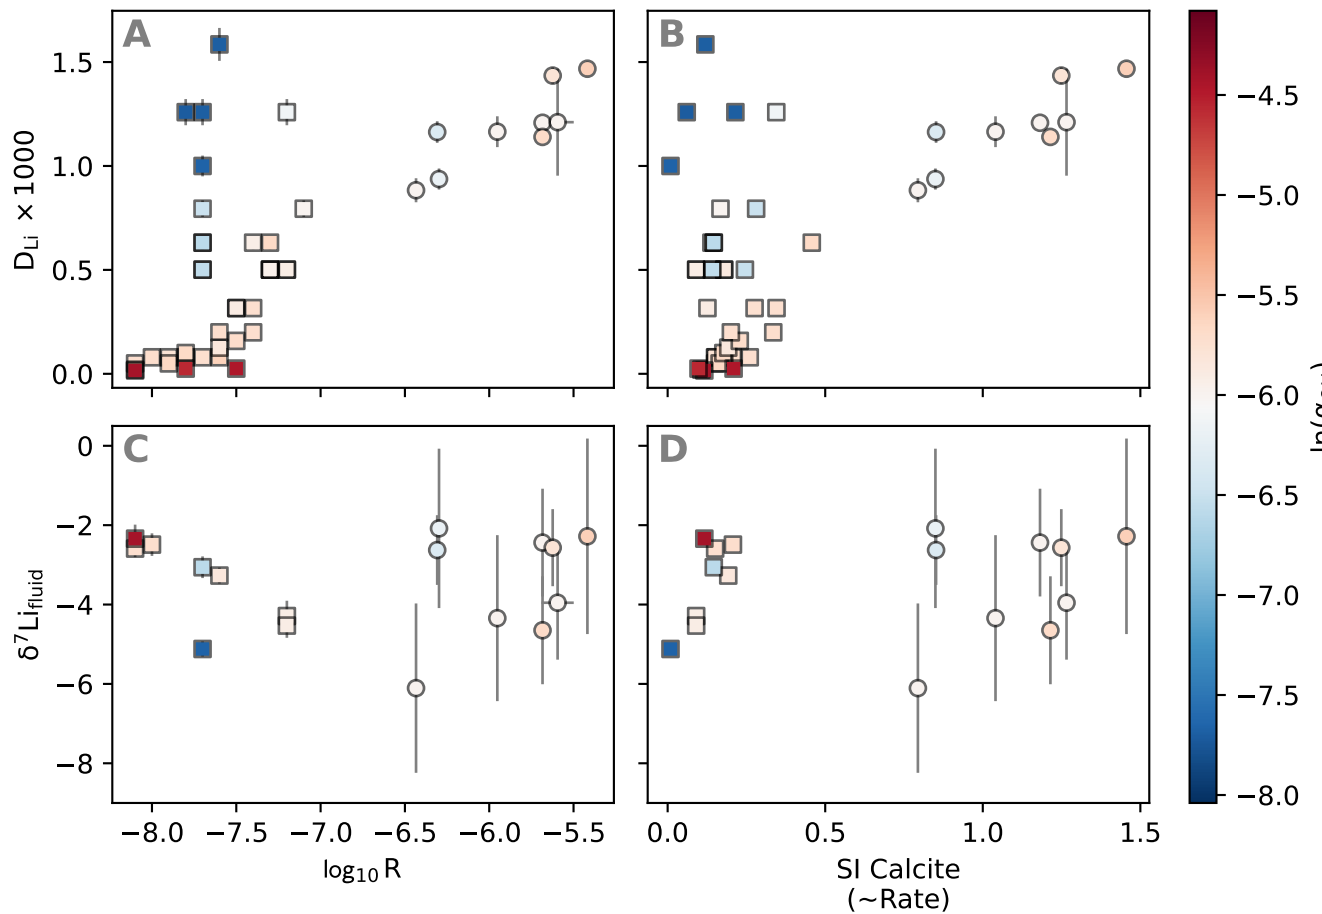 A
B
1.5
1.0
0.5
0.0
D_Li × 1000
−4.5
−5.0
−5.5
−6.0
−6.5
−7.0
−7.5
−8.0
C
D
0
−2
−4
−6
−8
δ⁷Li_fluid
−8.0 −7.5 −7.0 −6.5 −6.0 −5.5
0.0 0.5 1.0 1.5
log₁₀ R
SI Calcite
(~Rate)